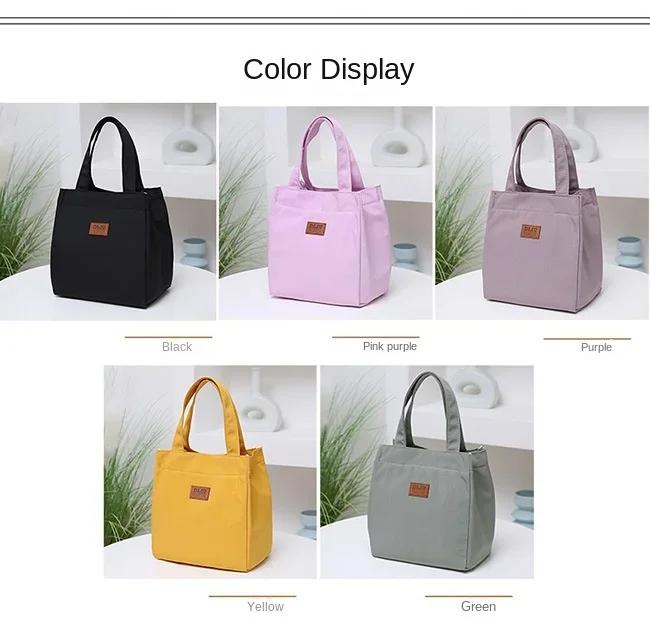 Color Display
Black
Pink purple
Purple
Yellow
Green